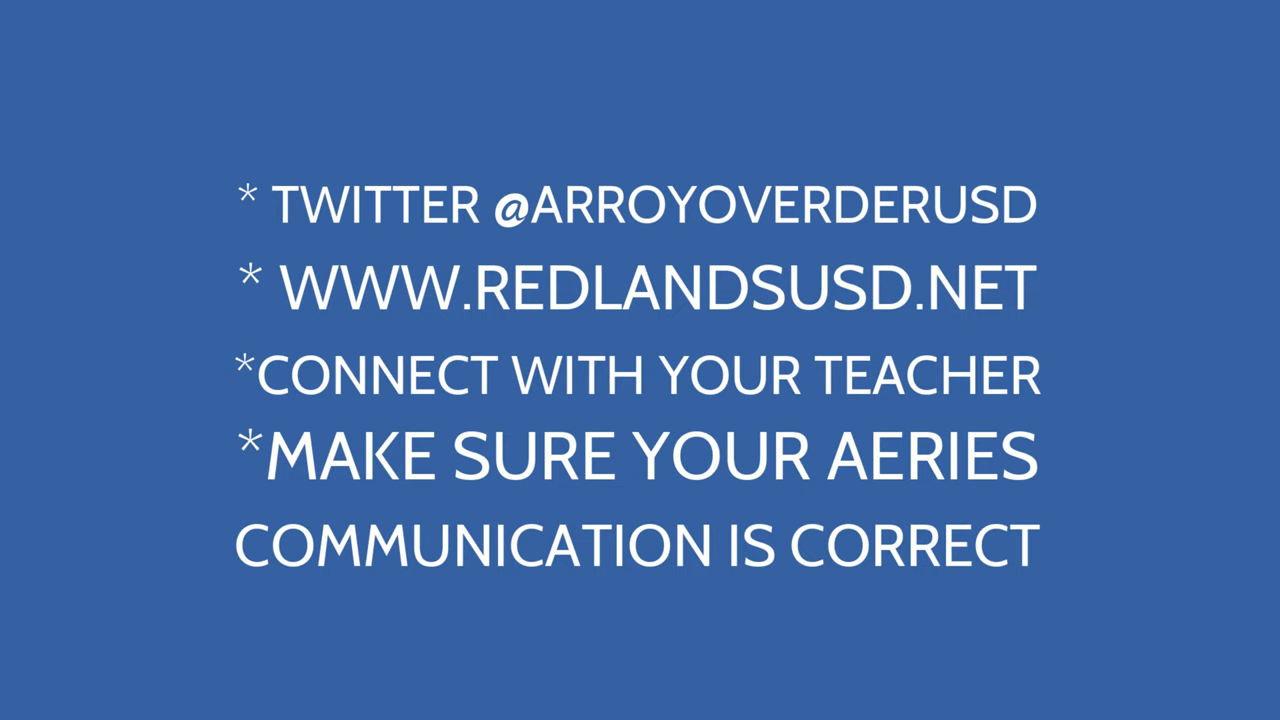 * TWITTER @ARROYOVERDERUSD
* WWW.REDLANDSUSD.NET
*CONNECT WITH YOUR TEACHER
*MAKE SURE YOUR AERIES
COMMUNICATION IS CORRECT